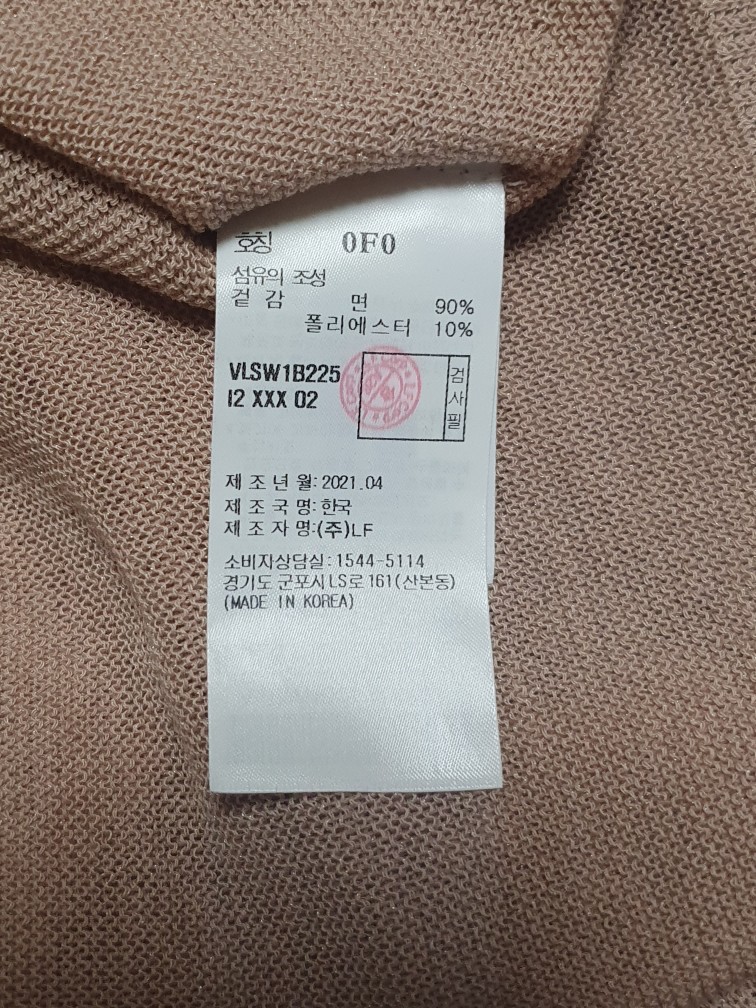 호칭 0F0
섬유의 조성
겉 감 면 90%
폴리에스터 10%
VLSW1B225
I2 XXX 02
검사필
제 조 년 월: 2021.04
제 조 국 명: 한국
제 조 자 명:(주)LF
소비자상담실: 1544-5114
경기도 군포시 LS로 161(산본동)
(MADE IN KOREA)